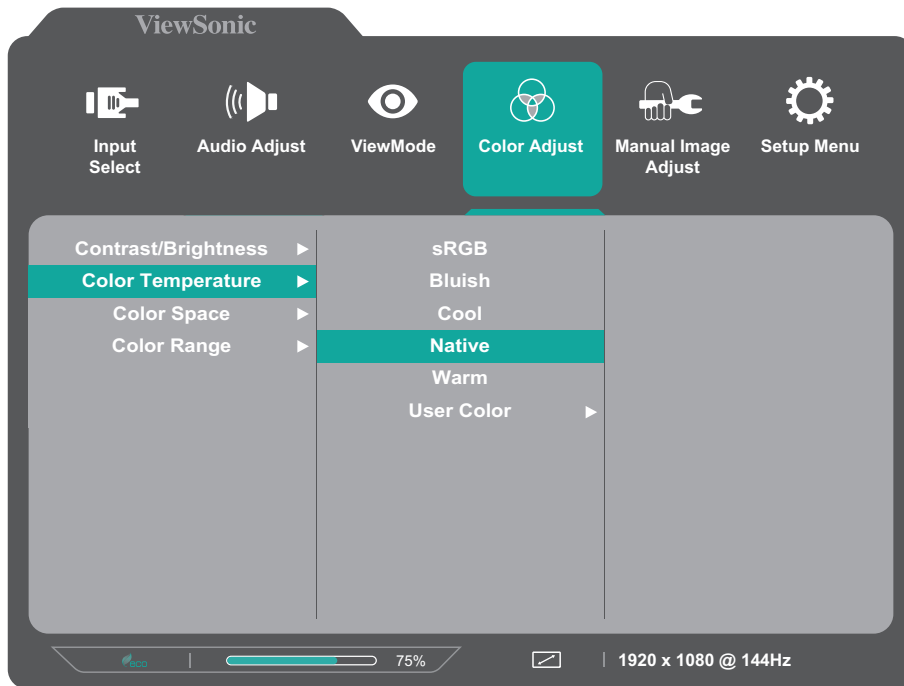 ViewSonic
Input Select
Audio Adjust
ViewMode
Color Adjust
Manual Image Adjust
Setup Menu
Contrast/Brightness
Color Temperature
Color Space
Color Range
sRGB
Bluish
Cool
Native
Warm
User Color
eco
75%
1920 x 1080 @ 144Hz